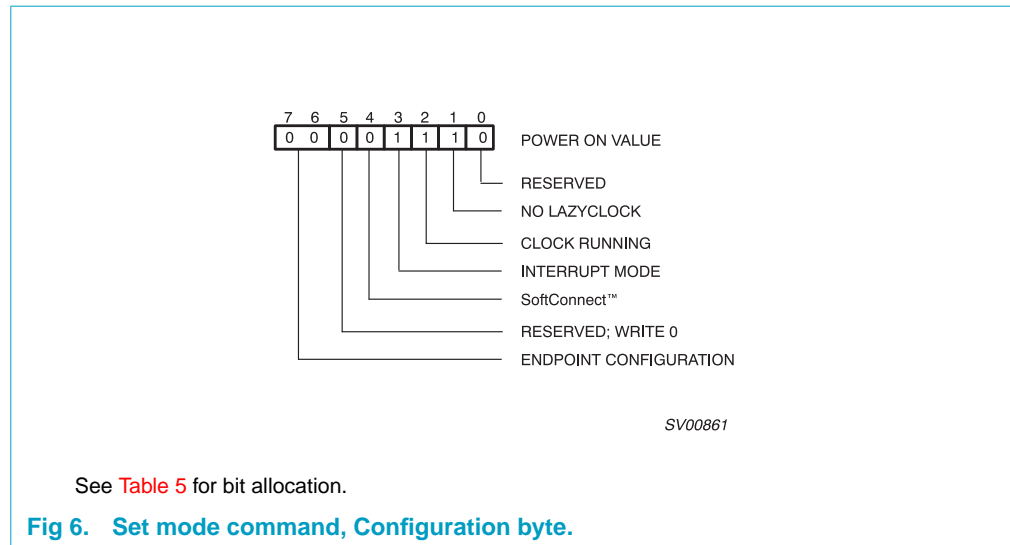 7 6 5 4 3 2 1 0
0 0 0 0 1 1 1 0 POWER ON VALUE
RESERVED
NO LAZYCLOCK
CLOCK RUNNING
INTERRUPT MODE
SoftConnect™
RESERVED; WRITE 0
ENDPOINT CONFIGURATION
SV00861
See Table 5 for bit allocation.
Fig 6. Set mode command, Configuration byte.